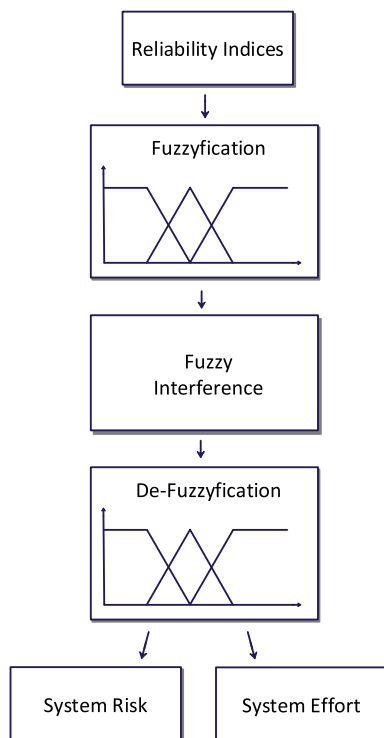 Reliability Indices
Fuzzyfication
Fuzzy
Interference
De-Fuzzyfication
System Risk
System Effort